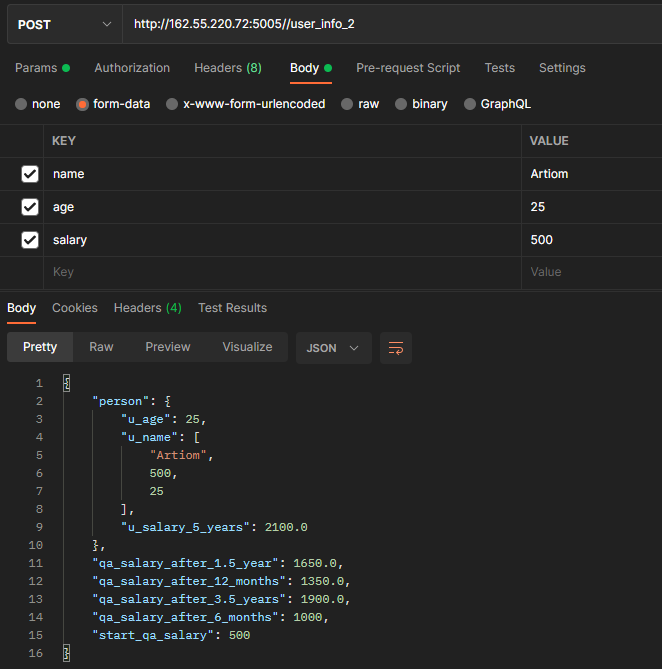 POST http://162.55.220.72:5005//user_info_2
Params Authorization Headers (8) Body Pre-request Script Tests Settings
none form-data x-www-form-urlencoded raw binary GraphQL
KEY VALUE
name Artiom
age 25
salary 500
Key Value
Body Cookies Headers (4) Test Results
Pretty Raw Preview Visualize JSON
1 {
2 "person": {
3 "u_age": 25,
4 "u_name": [
5 "Artiom",
6 500,
7 25
8 ],
9 "u_salary_5_years": 2100.0
10 },
11 "qa_salary_after_1.5_year": 1650.0,
12 "qa_salary_after_12_months": 1350.0,
13 "qa_salary_after_3.5_years": 1900.0,
14 "qa_salary_after_6_months": 1000,
15 "start_qa_salary": 500
16 }